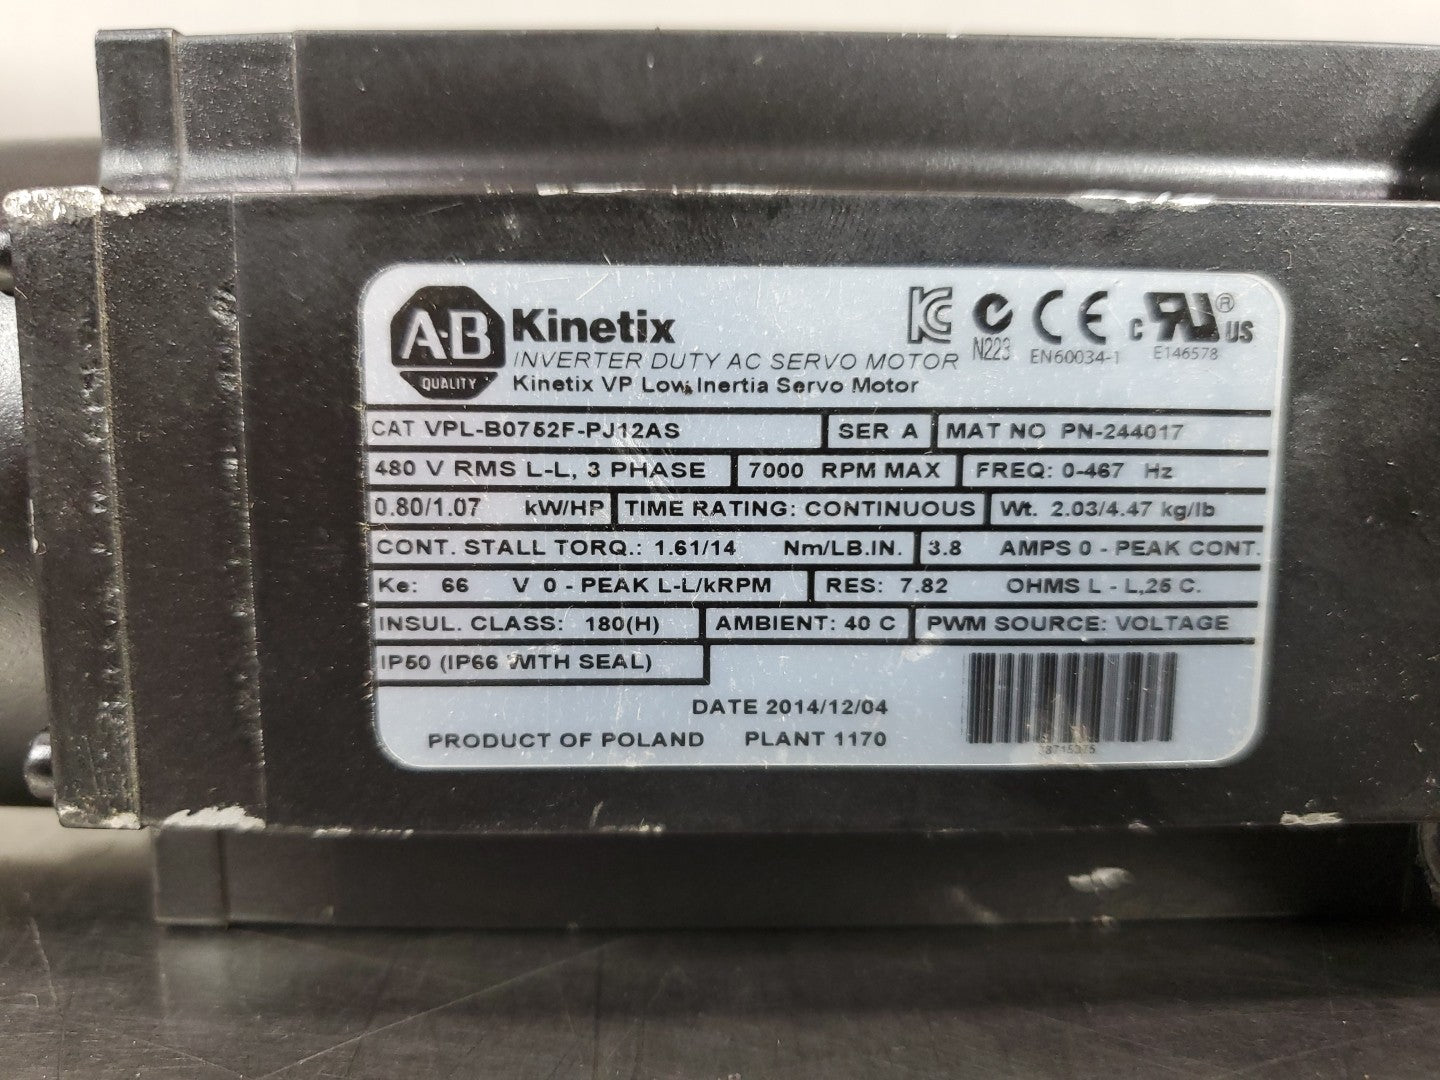 A-B QUALITY
Kinetix
INVERTER DUTY AC SERVO MOTOR
Kinetix VP Low Inertia Servo Motor
KC N223 CE EN60034-1 c RU ® US E146578
CAT VPL-B0752F-PJ12AS SER A MAT NO PN-244017
480 V RMS L-L, 3 PHASE 7000 RPM MAX FREQ: 0-467 Hz
0.80/1.07 kW/HP TIME RATING: CONTINUOUS Wt. 2.03/4.47 kg/lb
CONT. STALL TORQ.: 1.61/14 Nm/LB.IN. 3.8 AMPS 0 - PEAK CONT.
Ke: 66 V 0 - PEAK L-L/kRPM RES: 7.82 OHMS L - L,25 C.
INSUL. CLASS: 180(H) AMBIENT: 40 C PWM SOURCE: VOLTAGE
IP50 (IP66 WITH SEAL)
DATE 2014/12/04
PRODUCT OF POLAND PLANT 1170